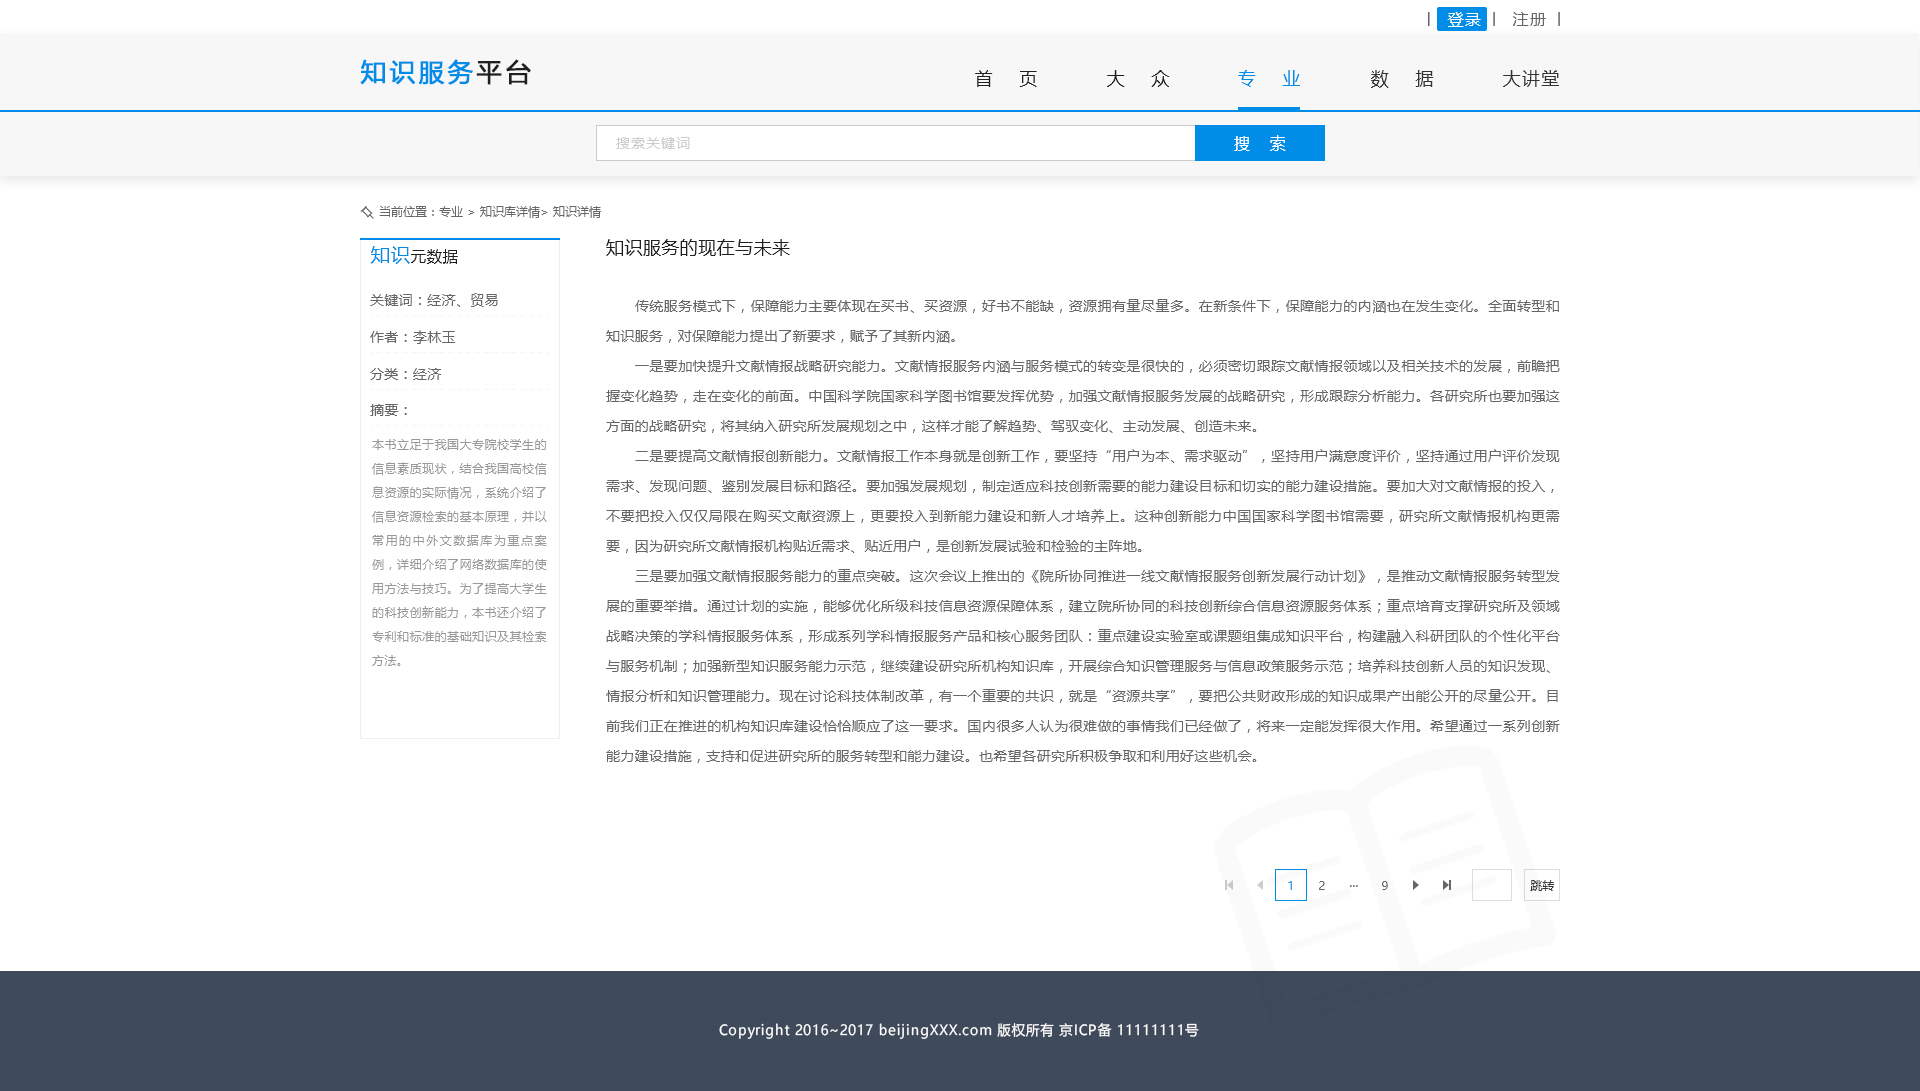 | 登录 | 注册 |
知识服务平台
首 页 大 众 专 业 数 据 大讲堂
搜索关键词 搜 索
当前位置：专业 > 知识库详情> 知识详情
知识元数据
关键词：经济、贸易
作者：李林玉
分类：经济
摘要：
本书立足于我国大专院校学生的
信息素质现状，结合我国高校信
息资源的实际情况，系统介绍了
信息资源检索的基本原理，并以
常用的中外文数据库为重点案
例，详细介绍了网络数据库的使
用方法与技巧。为了提高大学生
的科技创新能力，本书还介绍了
专利和标准的基础知识及其检索
方法。
知识服务的现在与未来
传统服务模式下，保障能力主要体现在买书、买资源，好书不能缺，资源拥有量尽量多。在新条件下，保障能力的内涵也在发生变化。全面转型和
知识服务，对保障能力提出了新要求，赋予了其新内涵。
一是要加快提升文献情报战略研究能力。文献情报服务内涵与服务模式的转变是很快的，必须密切跟踪文献情报领域以及相关技术的发展，前瞻把
握变化趋势，走在变化的前面。中国科学院国家科学图书馆要发挥优势，加强文献情报服务发展的战略研究，形成跟踪分析能力。各研究所也要加强这
方面的战略研究，将其纳入研究所发展规划之中，这样才能了解趋势、驾驭变化、主动发展、创造未来。
二是要提高文献情报创新能力。文献情报工作本身就是创新工作，要坚持“用户为本、需求驱动”，坚持用户满意度评价，坚持通过用户评价发现
需求、发现问题、鉴别发展目标和路径。要加强发展规划，制定适应科技创新需要的能力建设目标和切实的能力建设措施。要加大对文献情报的投入，
不要把投入仅仅局限在购买文献资源上，更要投入到新能力建设和新人才培养上。这种创新能力中国国家科学图书馆需要，研究所文献情报机构更需
要，因为研究所文献情报机构贴近需求、贴近用户，是创新发展试验和检验的主阵地。
三是要加强文献情报服务能力的重点突破。这次会议上推出的《院所协同推进一线文献情报服务创新发展行动计划》，是推动文献情报服务转型发
展的重要举措。通过计划的实施，能够优化所级科技信息资源保障体系，建立院所协同的科技创新综合信息资源服务体系；重点培育支撑研究所及领域
战略决策的学科情报服务体系，形成系列学科情报服务产品和核心服务团队：重点建设实验室或课题组集成知识平台，构建融入科研团队的个性化平台
与服务机制；加强新型知识服务能力示范，继续建设研究所机构知识库，开展综合知识管理服务与信息政策服务示范；培养科技创新人员的知识发现、
情报分析和知识管理能力。现在讨论科技体制改革，有一个重要的共识，就是“资源共享”，要把公共财政形成的知识成果产出能公开的尽量公开。目
前我们正在推进的机构知识库建设恰恰顺应了这一要求。国内很多人认为很难做的事情我们已经做了，将来一定能发挥很大作用。希望通过一系列创新
能力建设措施，支持和促进研究所的服务转型和能力建设。也希望各研究所积极争取和利用好这些机会。
1 2 ··· 9 跳转
Copyright 2016~2017 beijingXXX.com 版权所有 京ICP备 11111111号